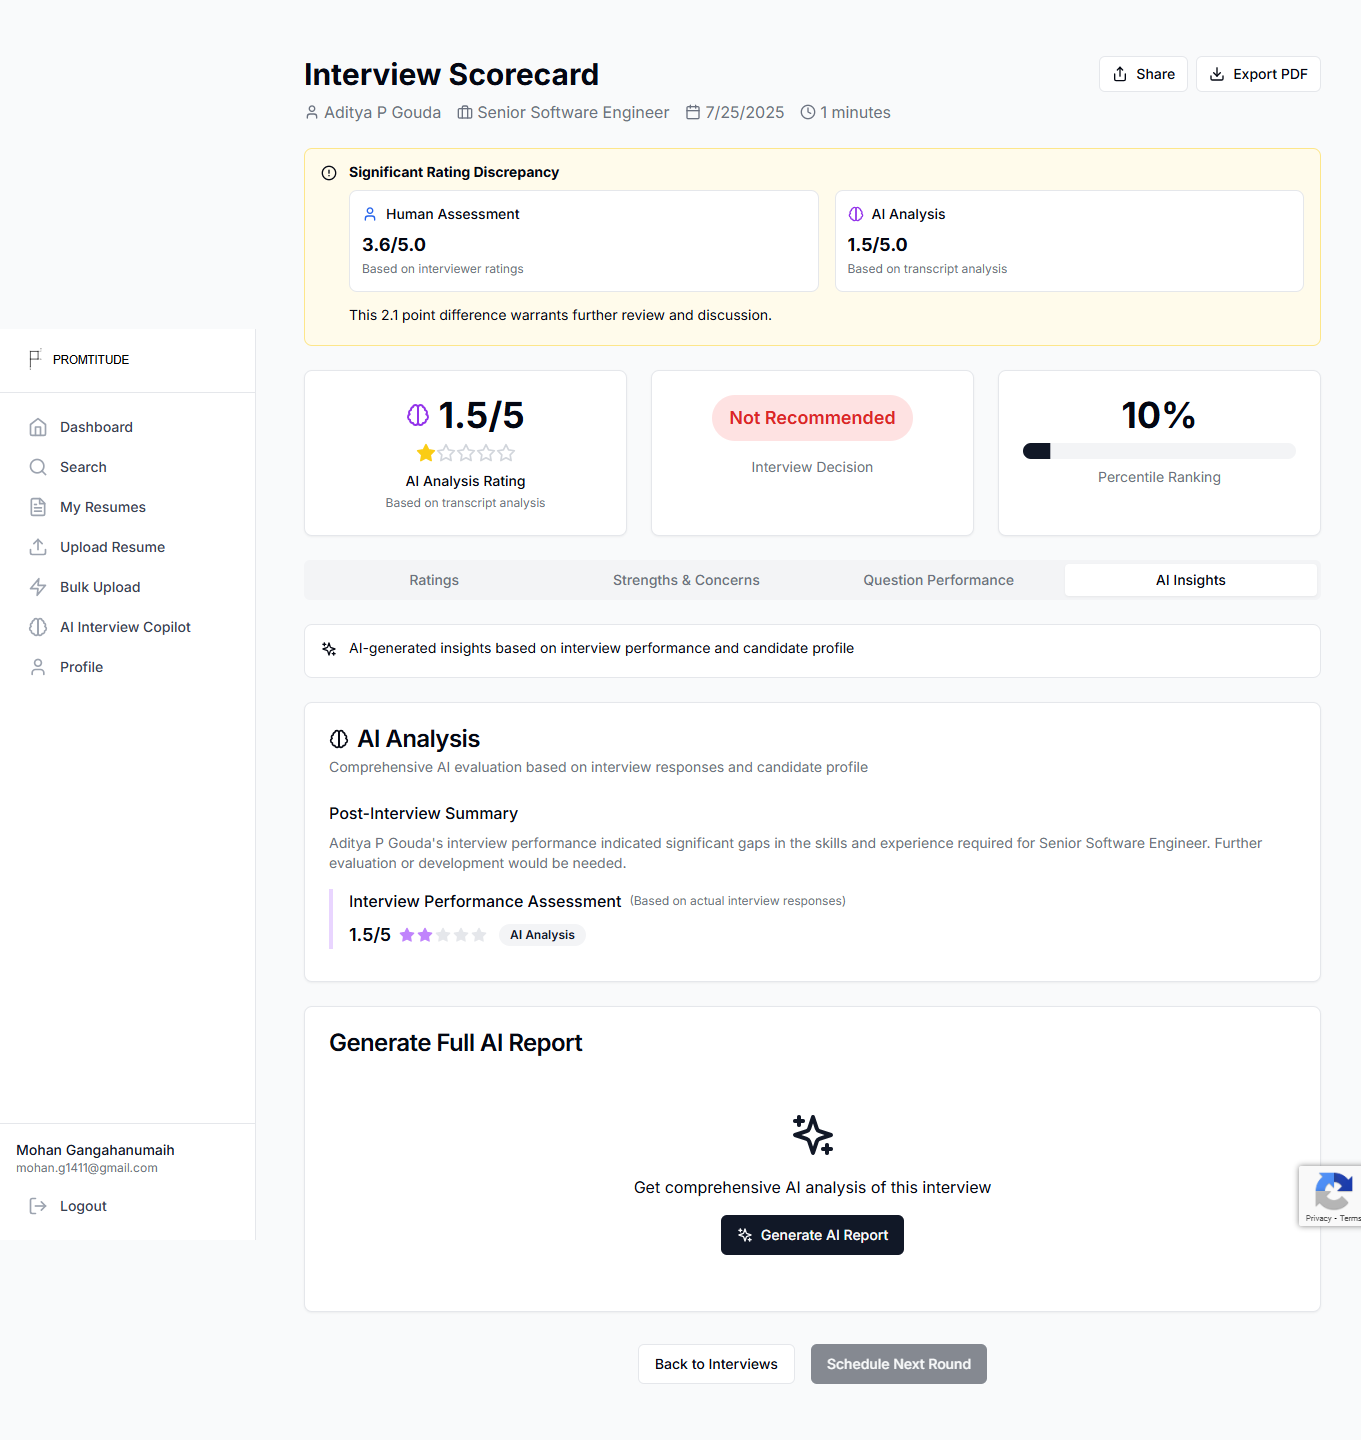 Interview Scorecard
Share
Export PDF
Aditya P Gouda
Senior Software Engineer
7/25/2025
1 minutes
Significant Rating Discrepancy
Human Assessment
3.6/5.0
Based on interviewer ratings
AI Analysis
1.5/5.0
Based on transcript analysis
This 2.1 point difference warrants further review and discussion.
PROMTITUDE
Dashboard
Search
My Resumes
Upload Resume
Bulk Upload
AI Interview Copilot
Profile
Mohan Gangahanumaih
mohan.g1411@gmail.com
Logout
1.5/5
AI Analysis Rating
Based on transcript analysis
Not Recommended
Interview Decision
10%
Percentile Ranking
Ratings
Strengths & Concerns
Question Performance
AI Insights
AI-generated insights based on interview performance and candidate profile
AI Analysis
Comprehensive AI evaluation based on interview responses and candidate profile
Post-Interview Summary
Aditya P Gouda's interview performance indicated significant gaps in the skills and experience required for Senior Software Engineer. Further
evaluation or development would be needed.
Interview Performance Assessment (Based on actual interview responses)
1.5/5
AI Analysis
Generate Full AI Report
Get comprehensive AI analysis of this interview
Generate AI Report
Privacy - Terms
Back to Interviews
Schedule Next Round